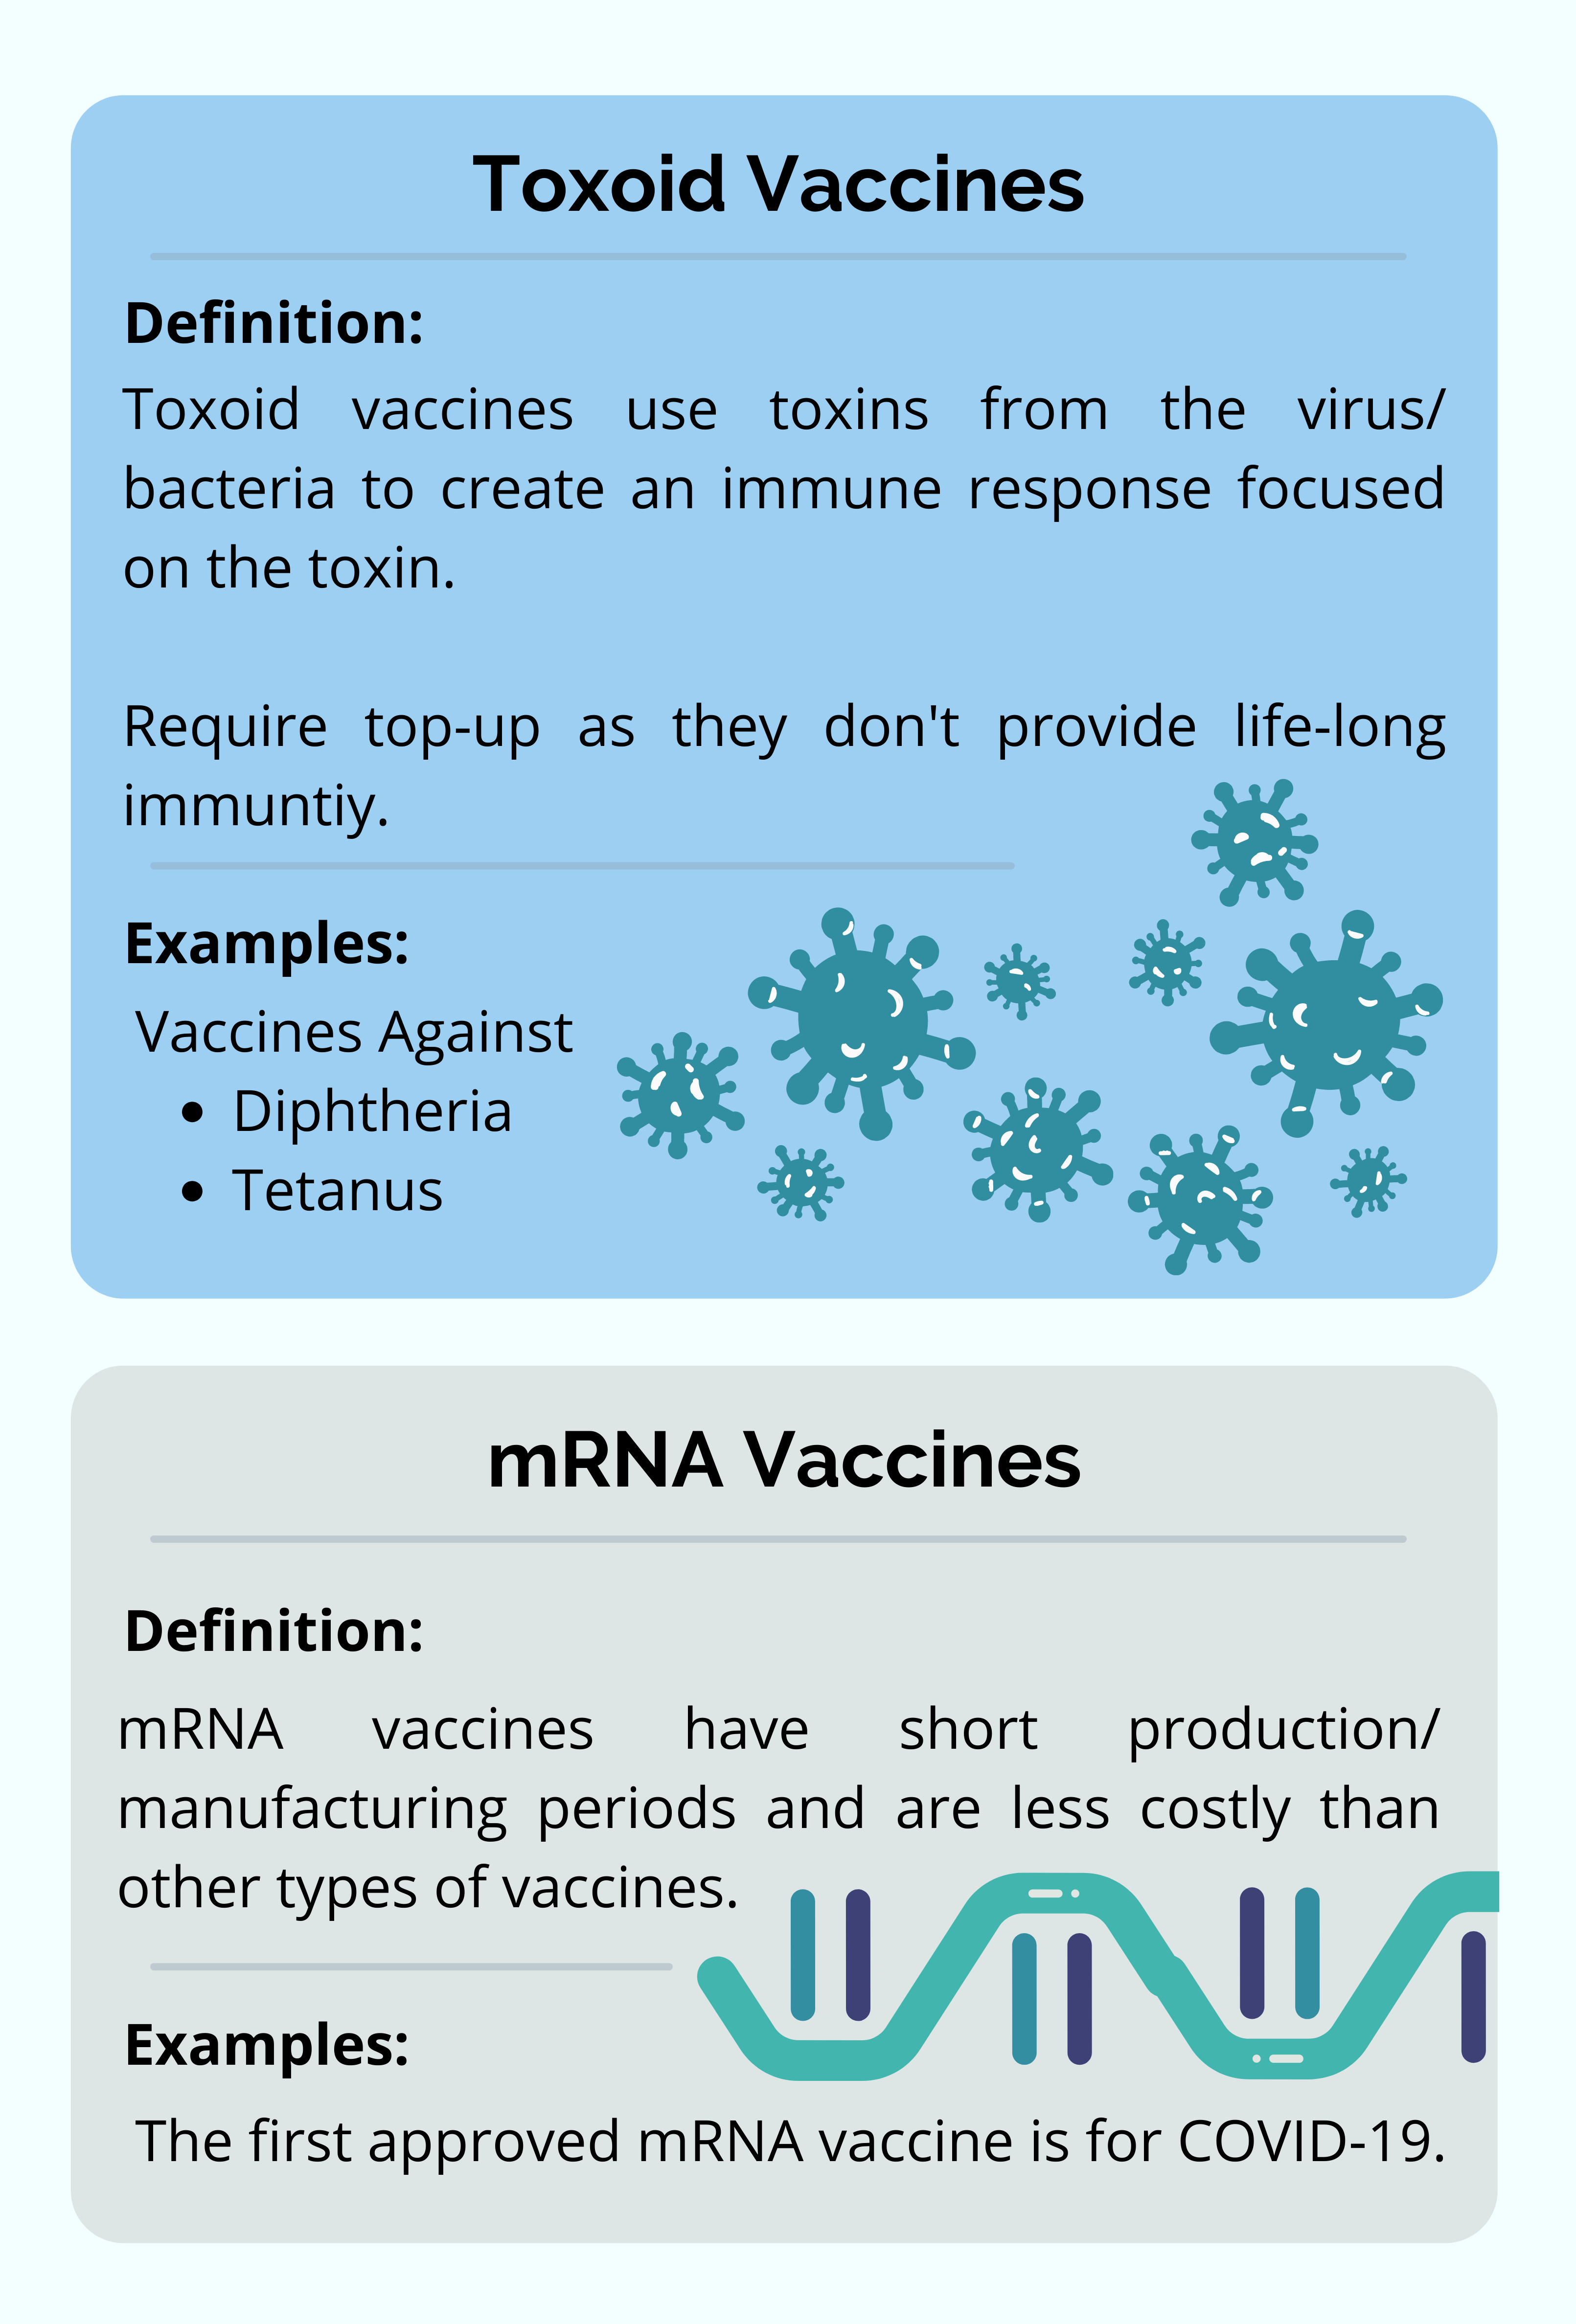 Toxoid Vaccines
Definition:
Toxoid vaccines use toxins from the virus/
bacteria to create an immune response focused
on the toxin.
Require top-up as they don't provide life-long
immuntiy.
Examples:
Vaccines Against
• Diphtheria
• Tetanus
mRNA Vaccines
Definition:
mRNA vaccines have short production/
manufacturing periods and are less costly than
other types of vaccines.
Examples:
The first approved mRNA vaccine is for COVID-19.